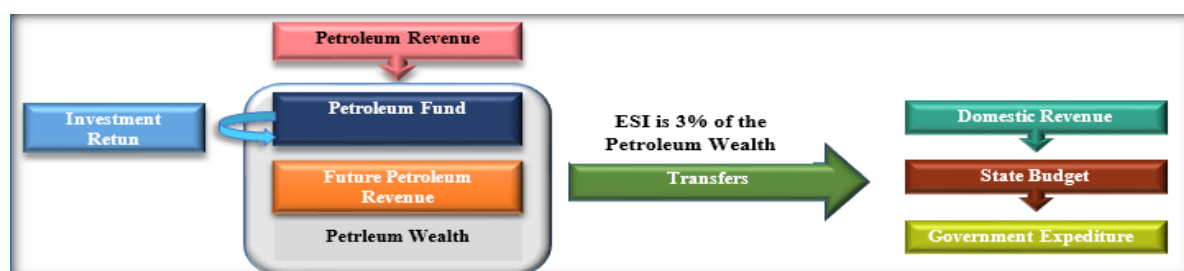 Petroleum Revenue
Investment
Retun
Petroleum Fund
Future Petroleum
Revenue
Petrleum Wealth
ESI is 3% of the
Petroleum Wealth
Transfers
Domestic Revenue
State Budget
Government Expediture